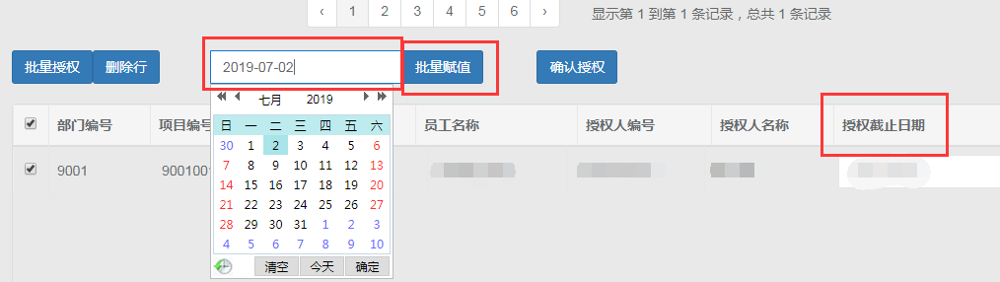 ‹ 1 2 3 4 5 6 › 显示第 1 到第 1 条记录，总共 1 条记录
批量授权 删除行 2019-07-02 批量赋值 确认授权
七月 2019
部门编号 项目编号 员工名称 授权人编号 授权人名称 授权截止日期
日 一 二 三 四 五 六
30 1 2 3 4 5 6
9001 900100
7 8 9 10 11 12 13
14 15 16 17 18 19 20
21 22 23 24 25 26 27
28 29 30 31 1 2 3
4 5 6 7 8 9 10
清空 今天 确定